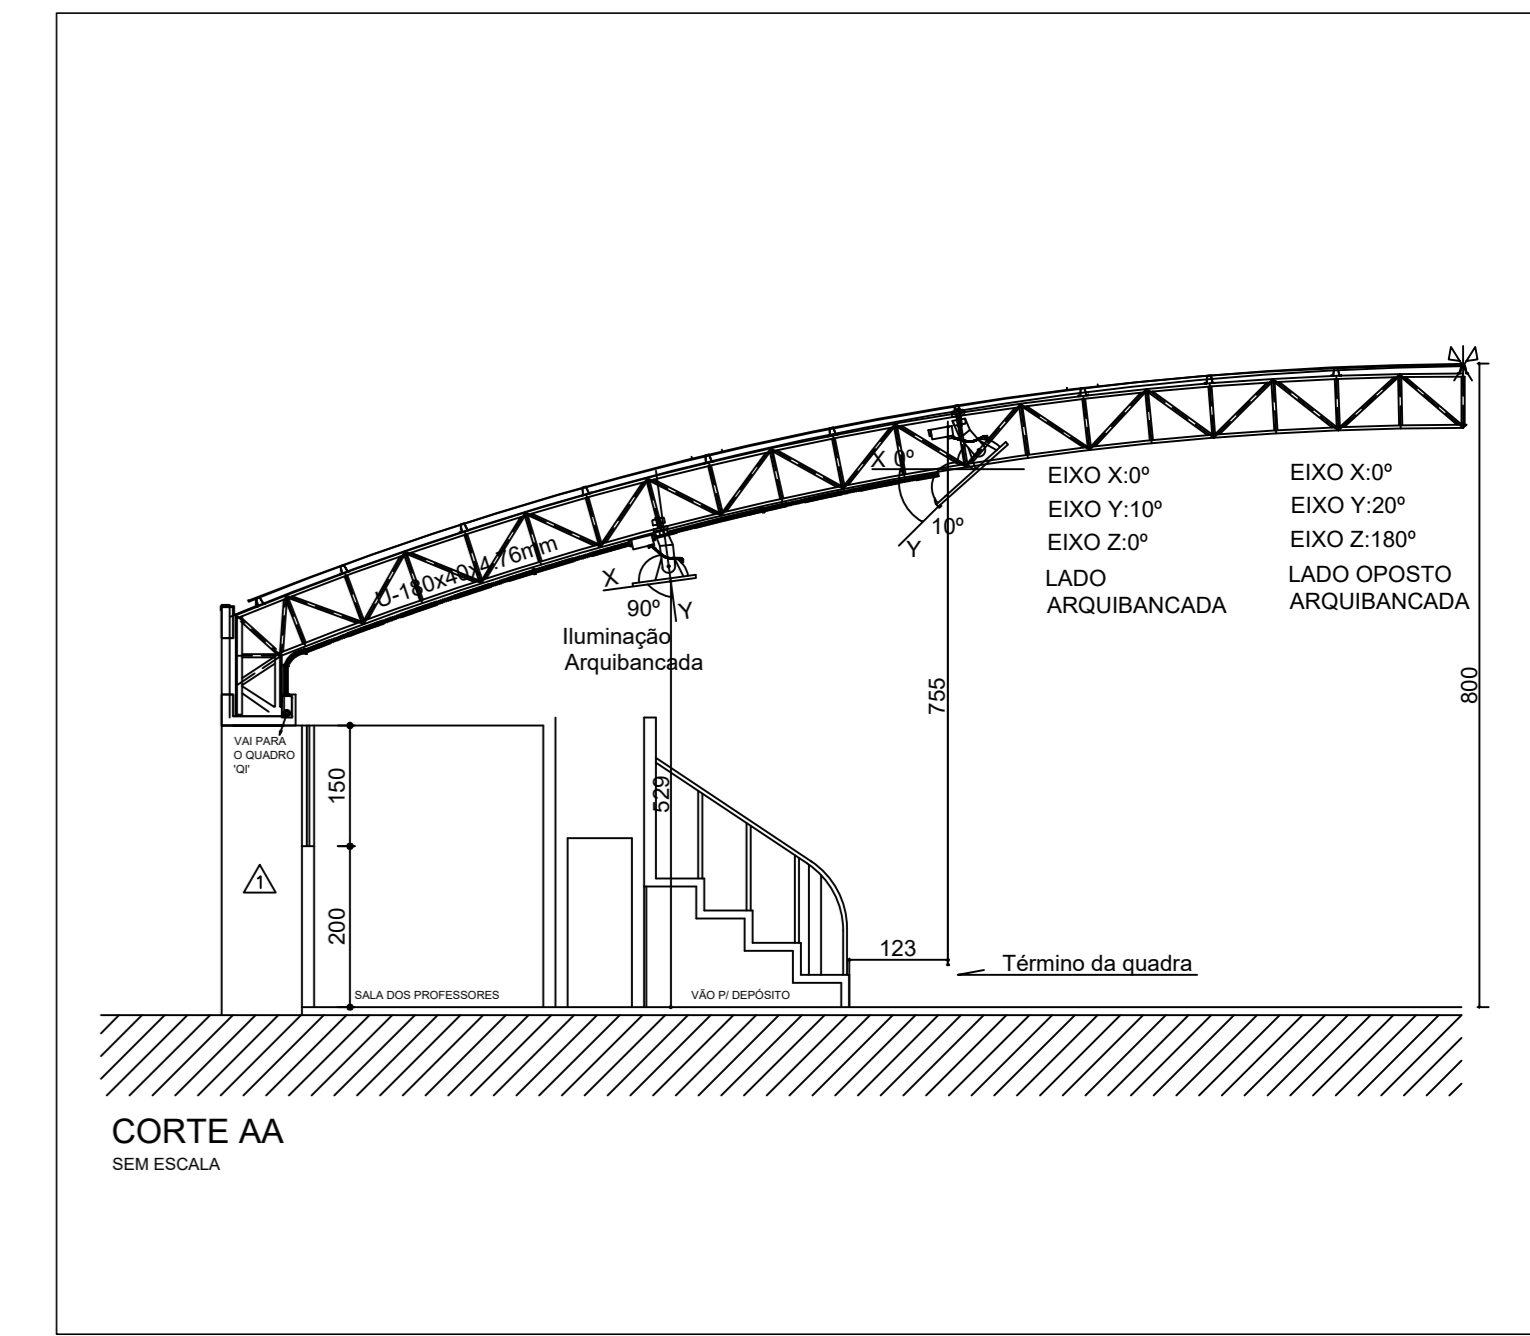 X 0º
10º
Y
EIXO X:0º
EIXO Y:10º
EIXO Z:0º
LADO
ARQUIBANCADA
EIXO X:0º
EIXO Y:20º
EIXO Z:180º
LADO OPOSTO
ARQUIBANCADA
U-180x40x4.76mm
X
90º
Y
Iluminação
Arquibancada
755
800
VAI PARA
O QUADRO
'QI'
150
529
1
200
123
Término da quadra
SALA DOS PROFESSORES
VÃO P/ DEPÓSITO
CORTE AA
SEM ESCALA